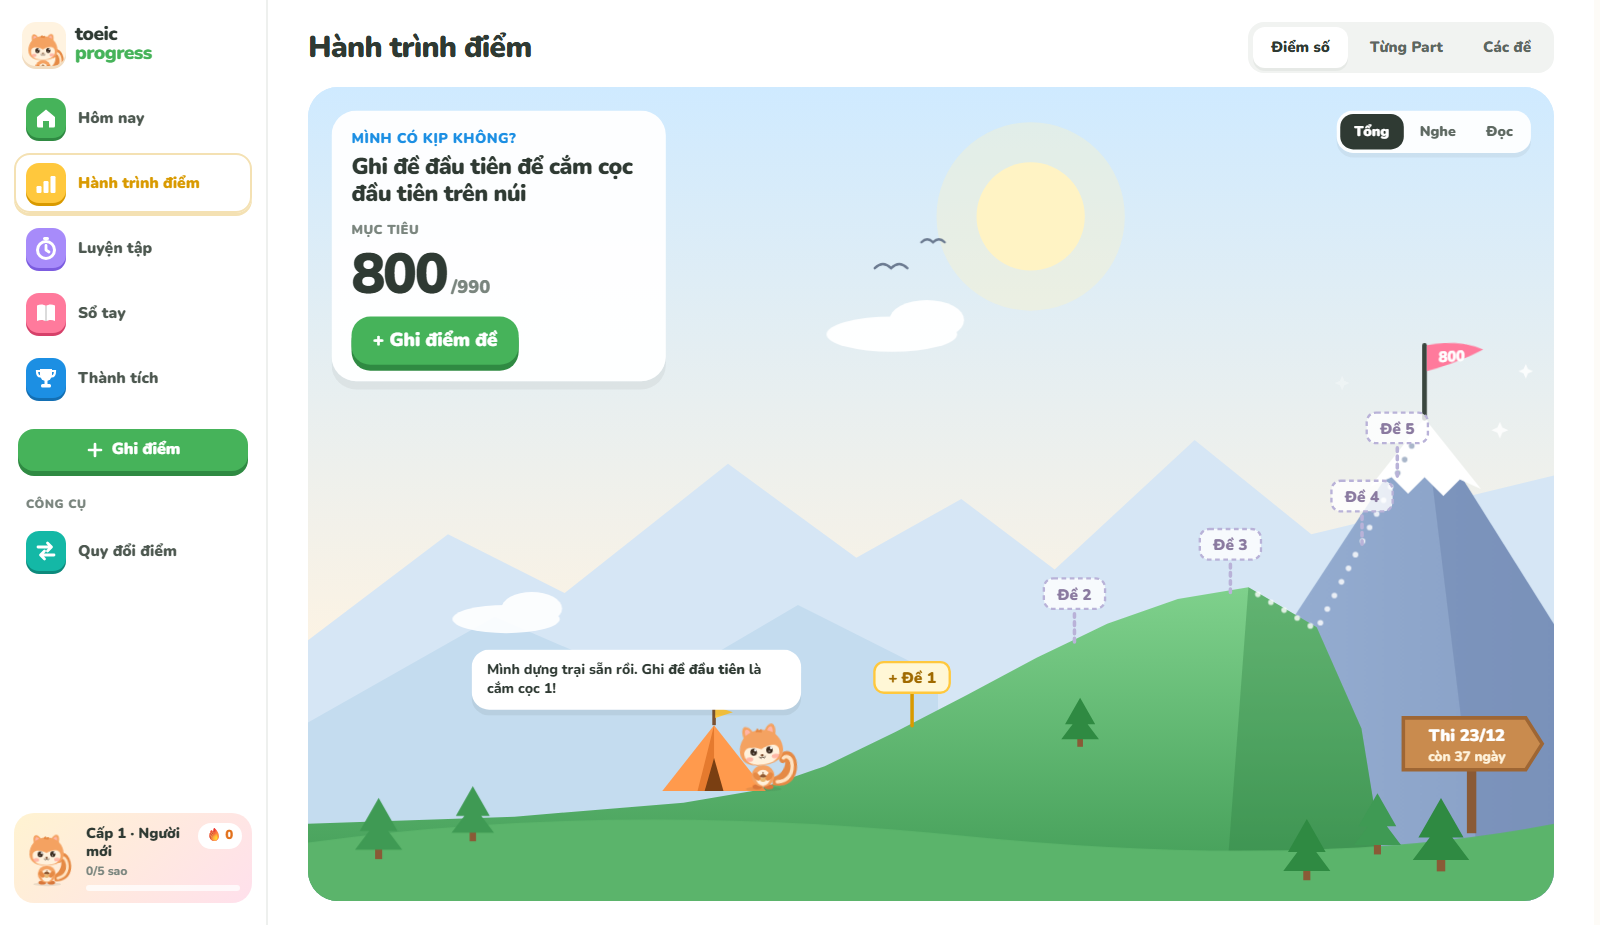 toeic
progress
Hôm nay
Hành trình điểm
Luyện tập
Sổ tay
Thành tích
+ Ghi điểm
CÔNG CỤ
Quy đổi điểm
Cấp 1 · Người
mới
0
0/5 sao
Hành trình điểm
Điểm số
Từng Part
Các đề
MÌNH CÓ KỊP KHÔNG?
Ghi đề đầu tiên để cắm cọc
đầu tiên trên núi
MỤC TIÊU
800 /990
+ Ghi điểm đề
Tổng
Nghe
Đọc
800
Đề 5
Đề 4
Đề 3
Đề 2
+ Đề 1
Mình dựng trại sẵn rồi. Ghi đề đầu tiên là
cắm cọc 1!
Thi 23/12
còn 37 ngày